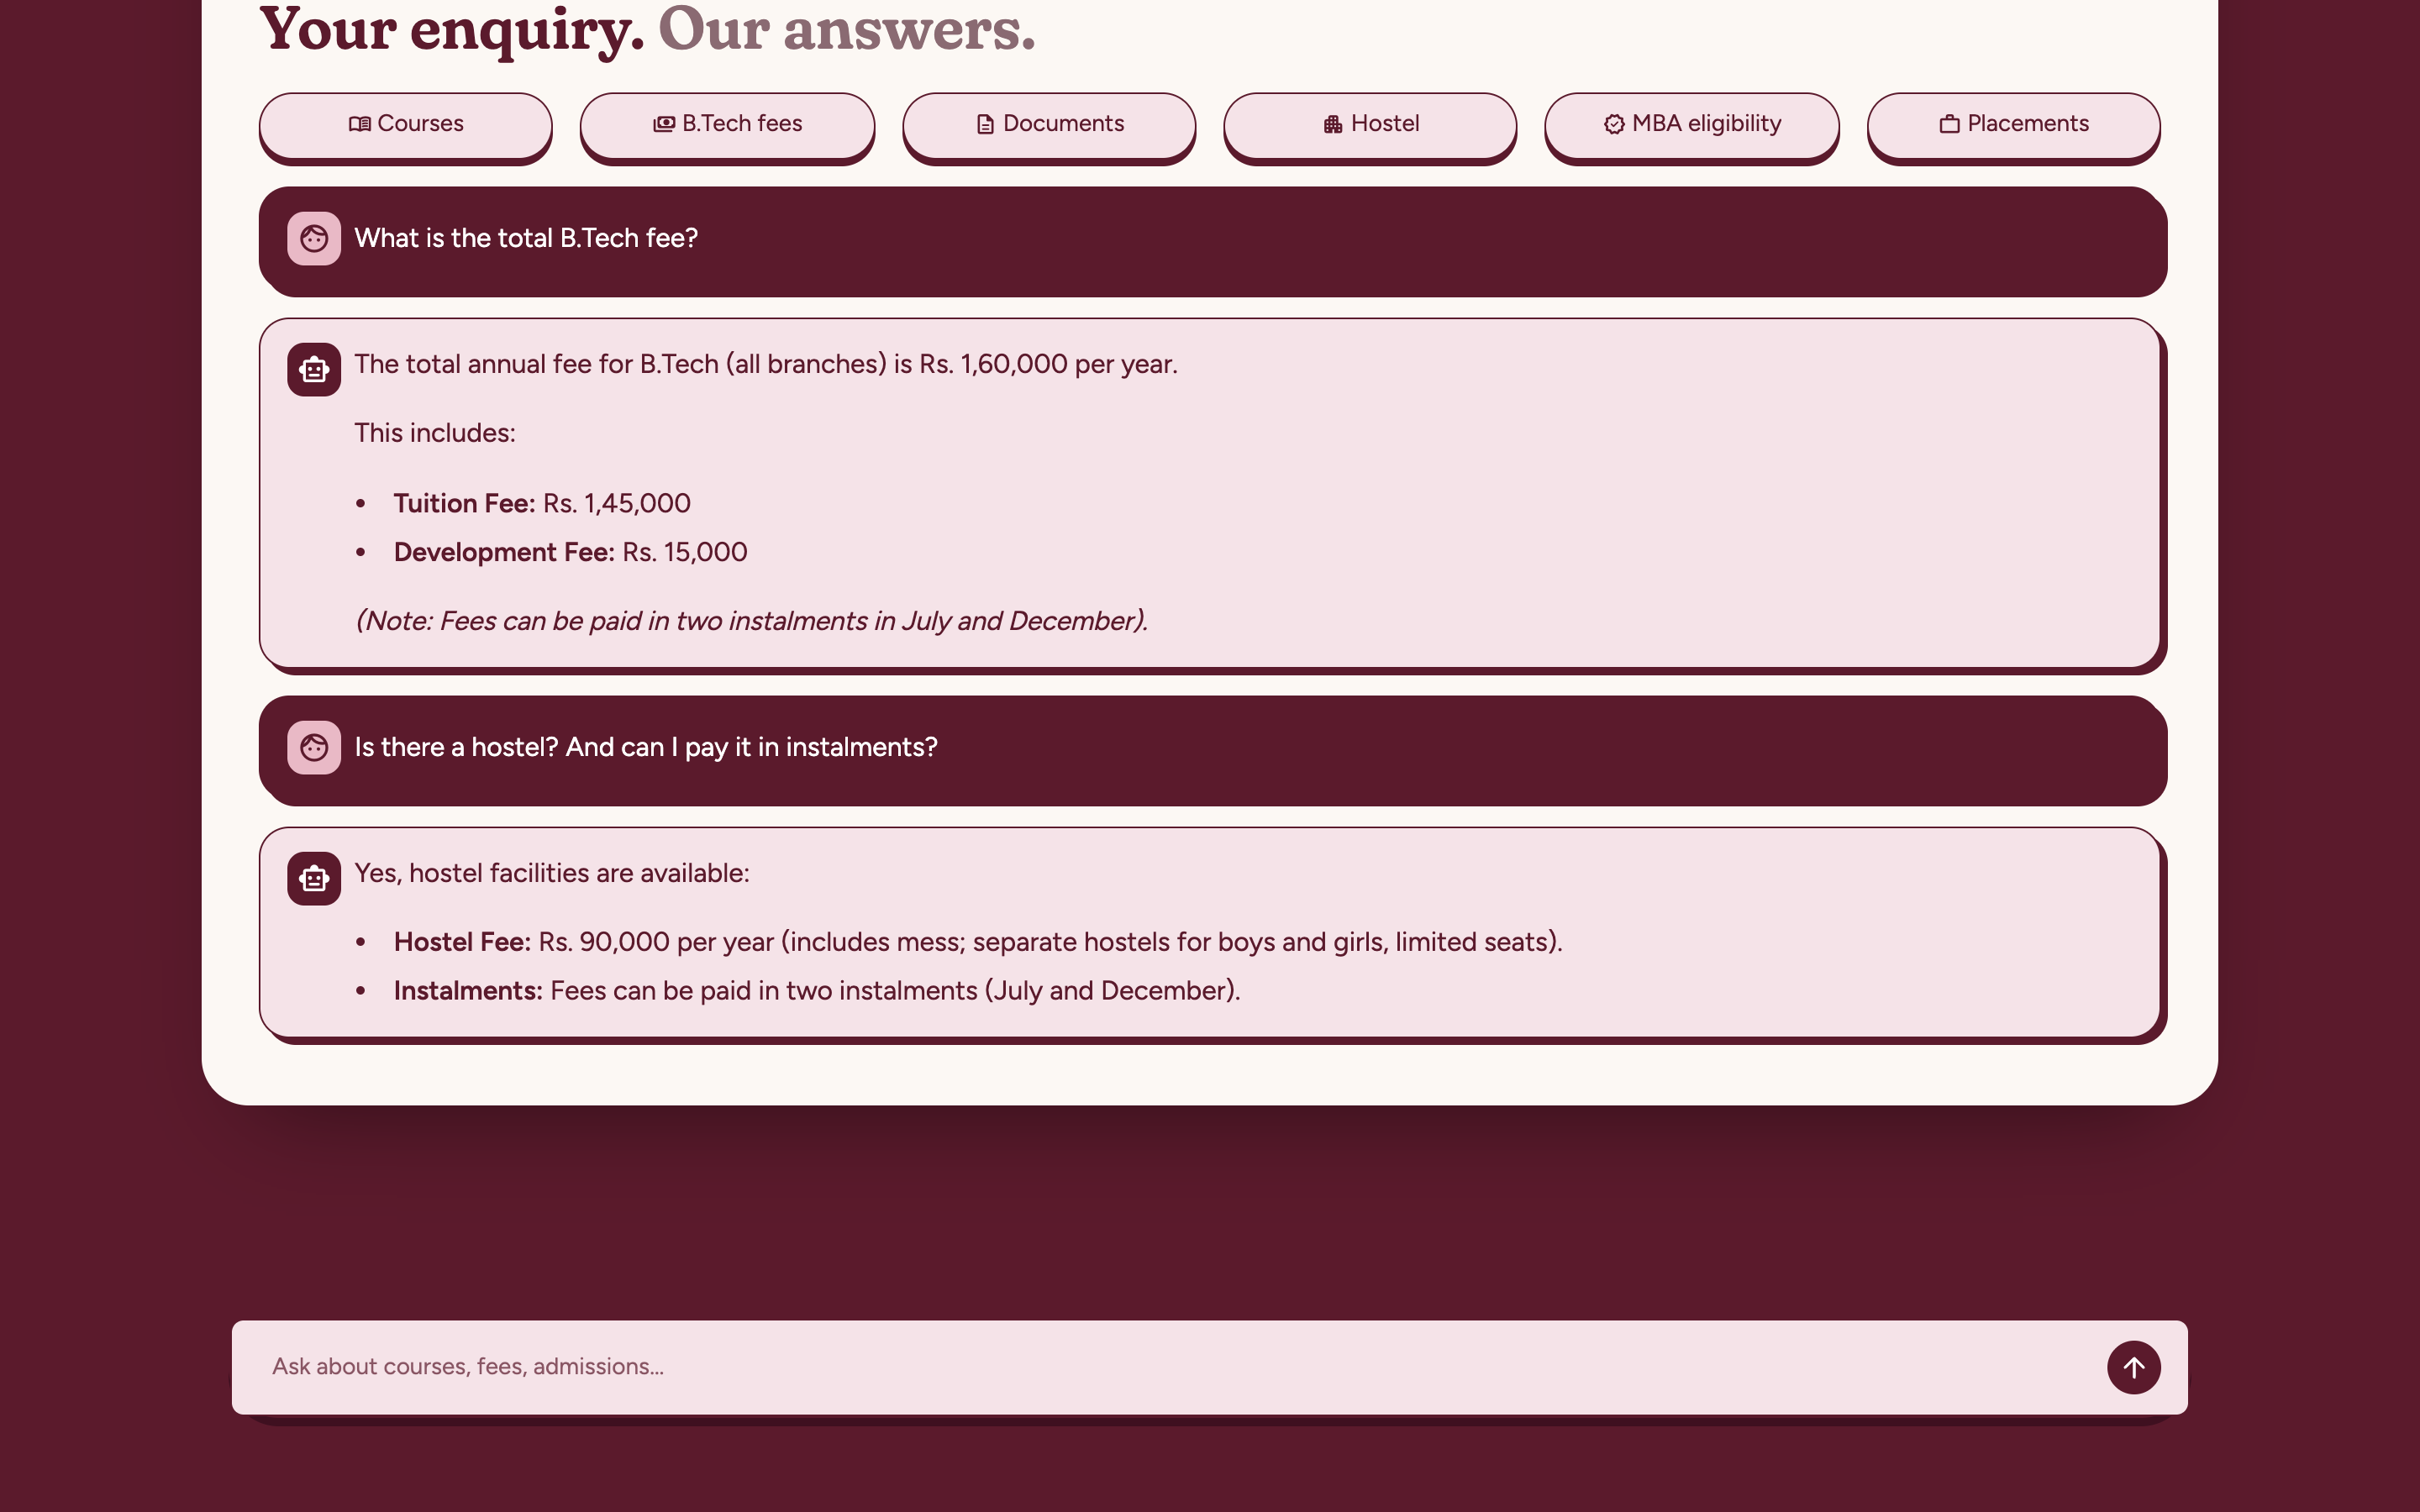 Your enquiry. Our answers.
Courses
B.Tech fees
Documents
Hostel
MBA eligibility
Placements
What is the total B.Tech fee?
The total annual fee for B.Tech (all branches) is Rs. 1,60,000 per year.
This includes:
• Tuition Fee: Rs. 1,45,000
• Development Fee: Rs. 15,000
(Note: Fees can be paid in two instalments in July and December).
Is there a hostel? And can I pay it in instalments?
Yes, hostel facilities are available:
• Hostel Fee: Rs. 90,000 per year (includes mess; separate hostels for boys and girls, limited seats).
• Instalments: Fees can be paid in two instalments (July and December).
Ask about courses, fees, admissions...